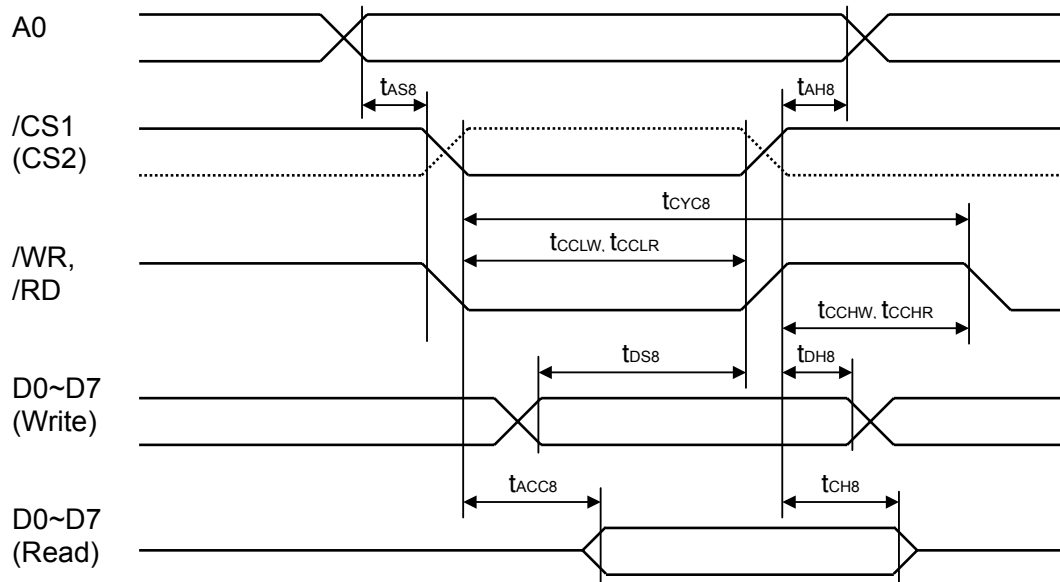 A0
tAS8
tAH8
/CS1
(CS2)
tCYC8
tCCLW, tCCLR
/WR,
/RD
tCCHW, tCCHR
tDS8
tDH8
D0~D7
(Write)
tACC8
tCH8
D0~D7
(Read)